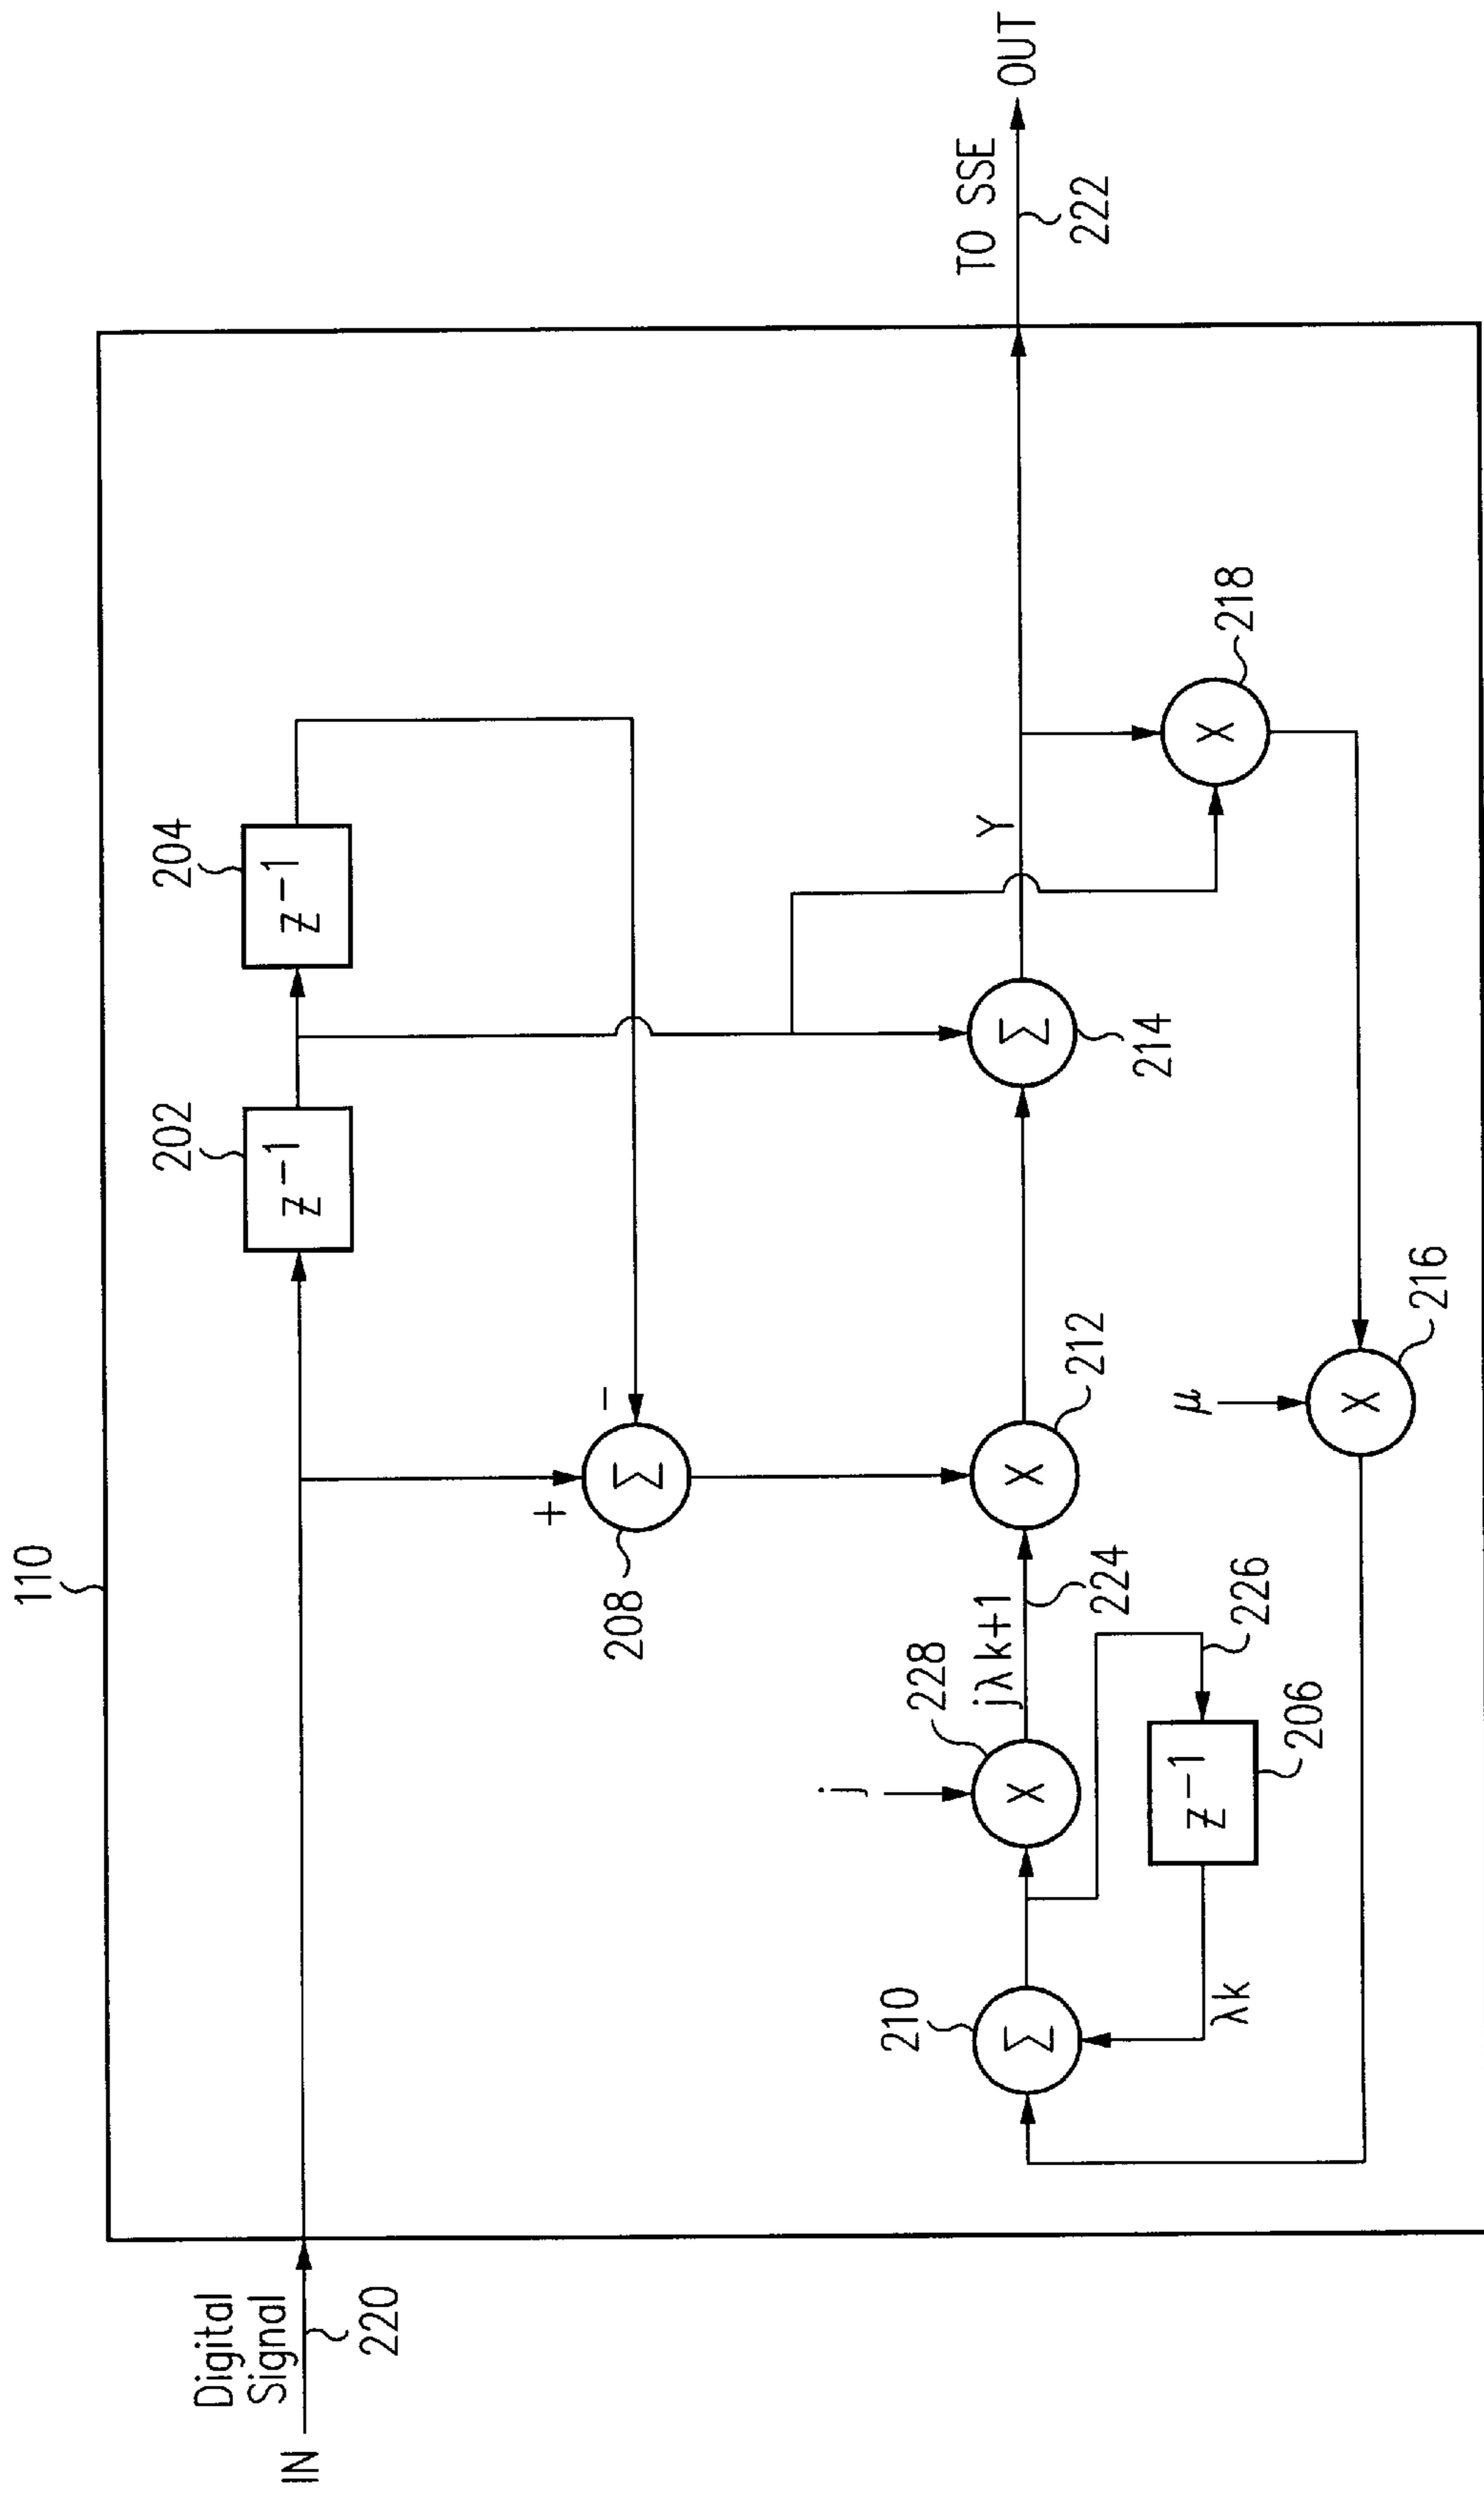 110
Digital
Signal
IN
220
202
z⁻¹
204
z⁻¹
+
−
208
Σ
210
Σ
j
228
X
jλk+1
224
212
X
Σ
214
Y
TO SSE
OUT
222
226
z⁻¹
206
λk
μ
X
216
X
218